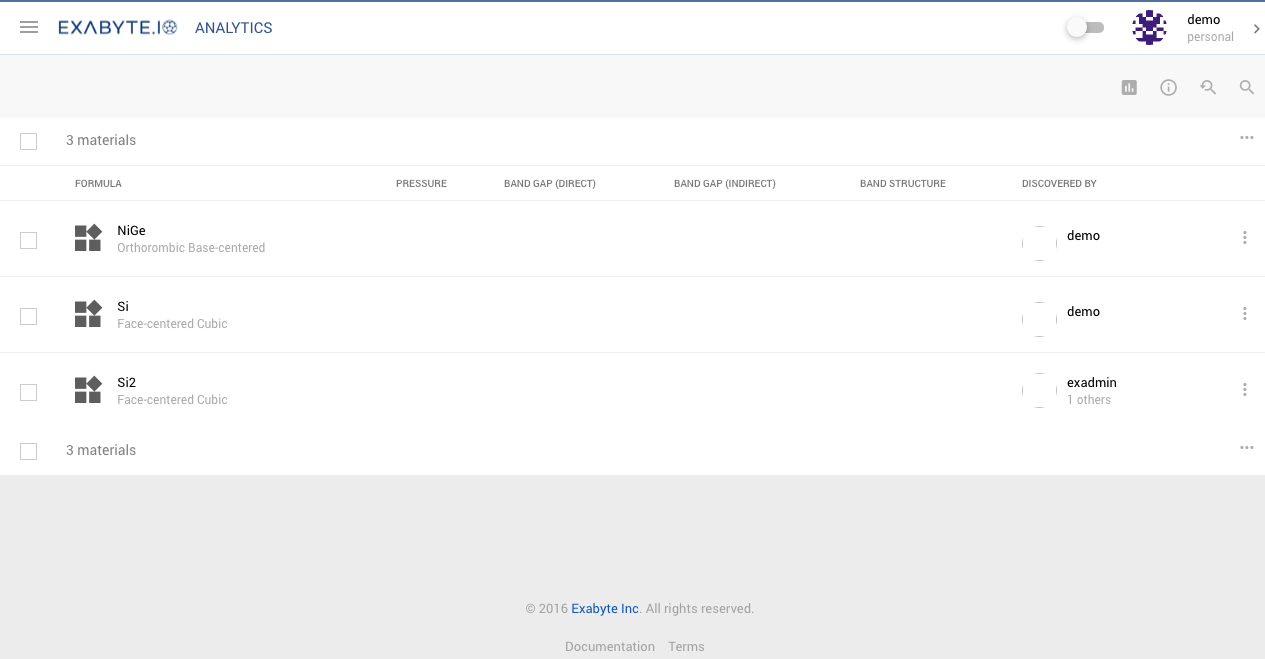 EXABYTE.IO ANALYTICS
demo
personal
3 materials
FORMULA PRESSURE BAND GAP (DIRECT) BAND GAP (INDIRECT) BAND STRUCTURE DISCOVERED BY
NiGe
Orthorombic Base-centered
demo
Si
Face-centered Cubic
demo
Si2
Face-centered Cubic
exadmin
1 others
3 materials
© 2016 Exabyte Inc. All rights reserved.
Documentation Terms